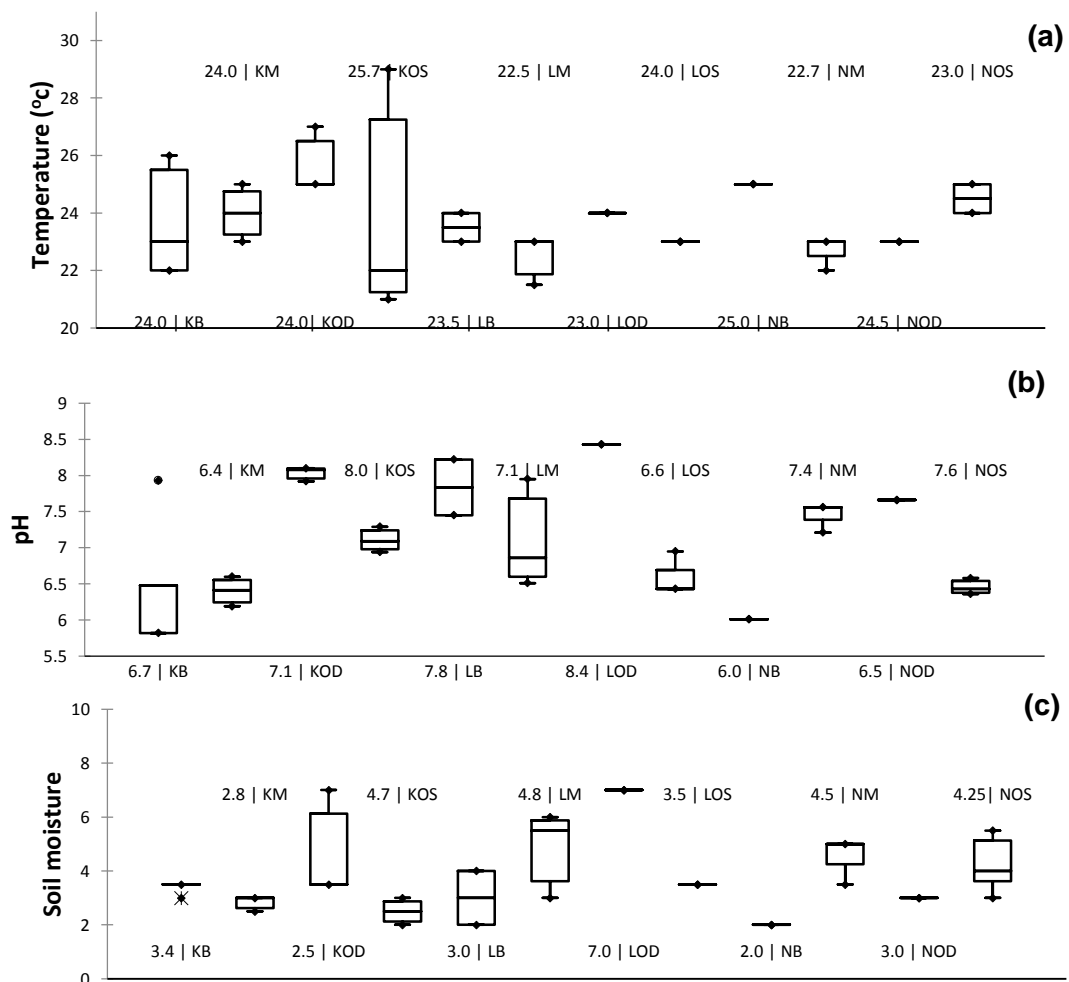 (a)
30
24.0 | KM 25.7 | KOS 22.5 | LM 24.0 | LOS 22.7 | NM 23.0 | NOS
28
26
24
22
20
24.0 | KB 24.0 | KOD 23.5 | LB 23.0 | LOD 25.0 | NB 24.5 | NOD
Temperature (ºc)
(b)
9
8.5
8
6.4 | KM 8.0 | KOS 7.1 | LM 6.6 | LOS 7.4 | NM 7.6 | NOS
7.5
7
6.5
6
5.5
6.7 | KB 7.1 | KOD 7.8 | LB 8.4 | LOD 6.0 | NB 6.5 | NOD
pH
(c)
10
8
2.8 | KM 4.7 | KOS 4.8 | LM 3.5 | LOS 4.5 | NM 4.25| NOS
6
4
2
3.4 | KB 2.5 | KOD 3.0 | LB 7.0 | LOD 2.0 | NB 3.0 | NOD
0
Soil moisture